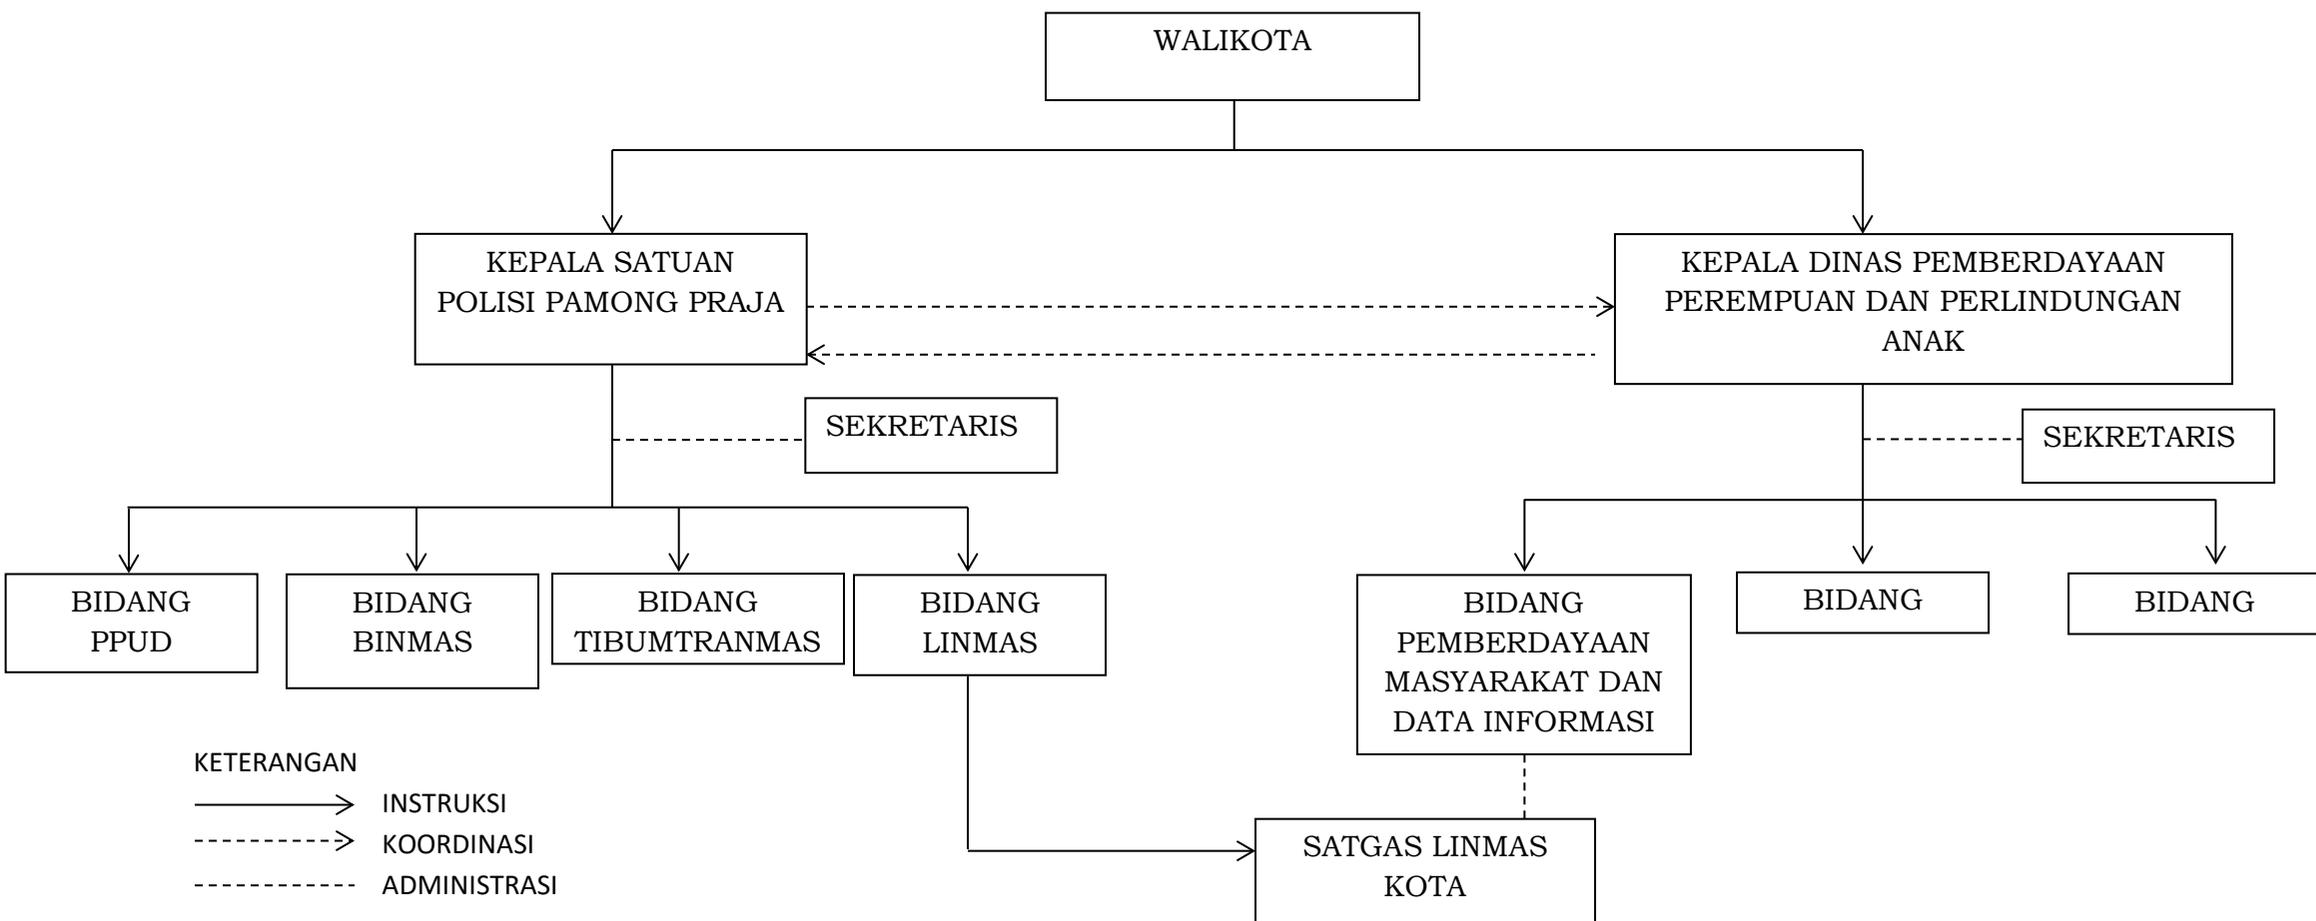 WALIKOTA
KEPALA SATUAN
POLISI PAMONG PRAJA
KEPALA DINAS PEMBERDAYAAN
PEREMPUAN DAN PERLINDUNGAN
ANAK
SEKRETARIS
SEKRETARIS
BIDANG
PPUD
BIDANG
BINMAS
BIDANG
TIBUMTRANMAS
BIDANG
LINMAS
BIDANG
PEMBERDAYAAN
MASYARAKAT DAN
DATA INFORMASI
BIDANG
BIDANG
KETERANGAN
INSTRUKSI
KOORDINASI
ADMINISTRASI
SATGAS LINMAS
KOTA